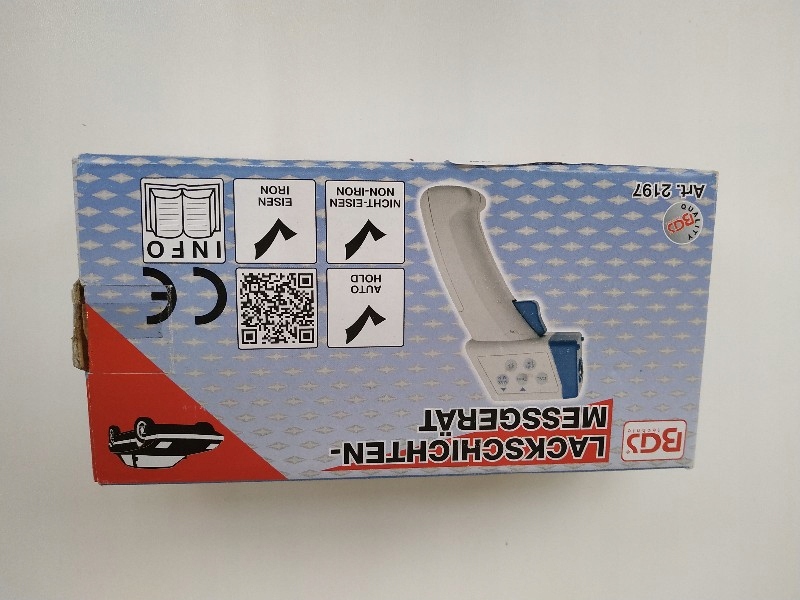 BGS
technic
LACKSCHICHTEN-
MESSGERÄT
AUTO
HOLD
CE
NICHT-EISEN
NON-IRON
EISEN
IRON
INFO
BGS
QUALITY
Art. 2197